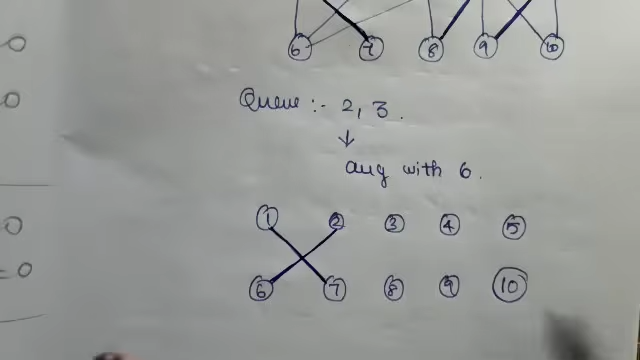 6 7 8 9 10
Queue :- 2, 3.
aug with 6.
1 2 3 4 5
6 7 8 9 10